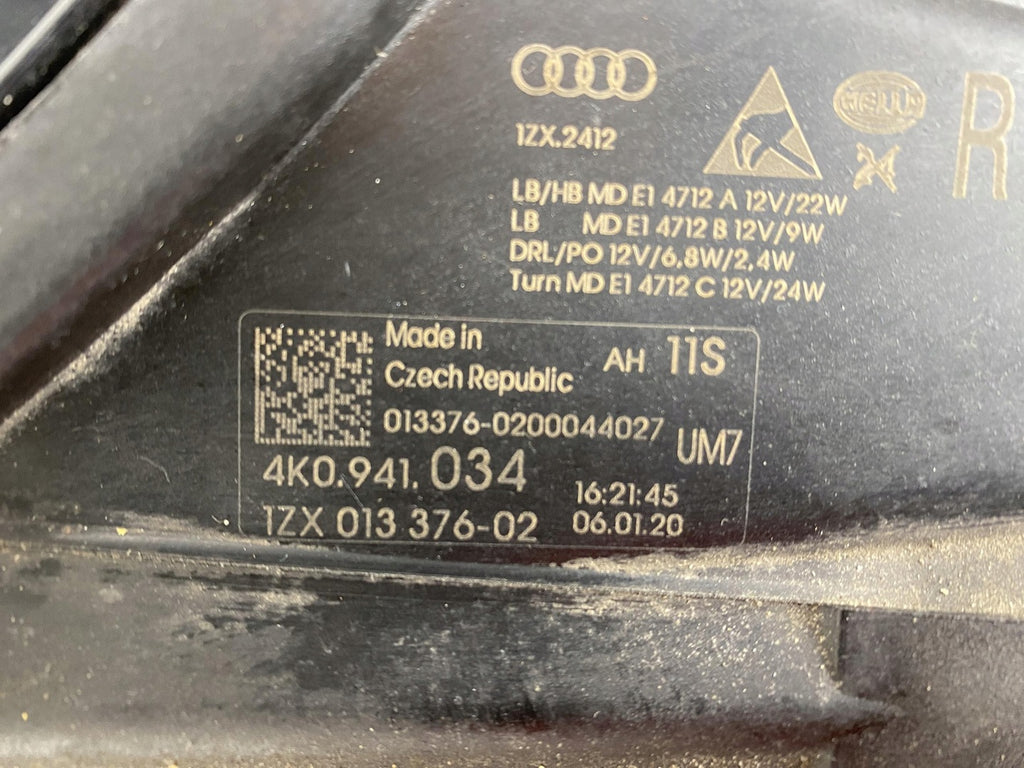 1ZX.2412
HELLA
R
LB/HB MD E1 4712 A 12V/22W
LB MD E1 4712 B 12V/9W
DRL/PO 12V/6,8W/2,4W
Turn MD E1 4712 C 12V/24W
Made in
Czech Republic
AH 11S
013376-0200044027
UM7
4K0.941.034
16:21:45
1ZX 013 376-02
06.01.20